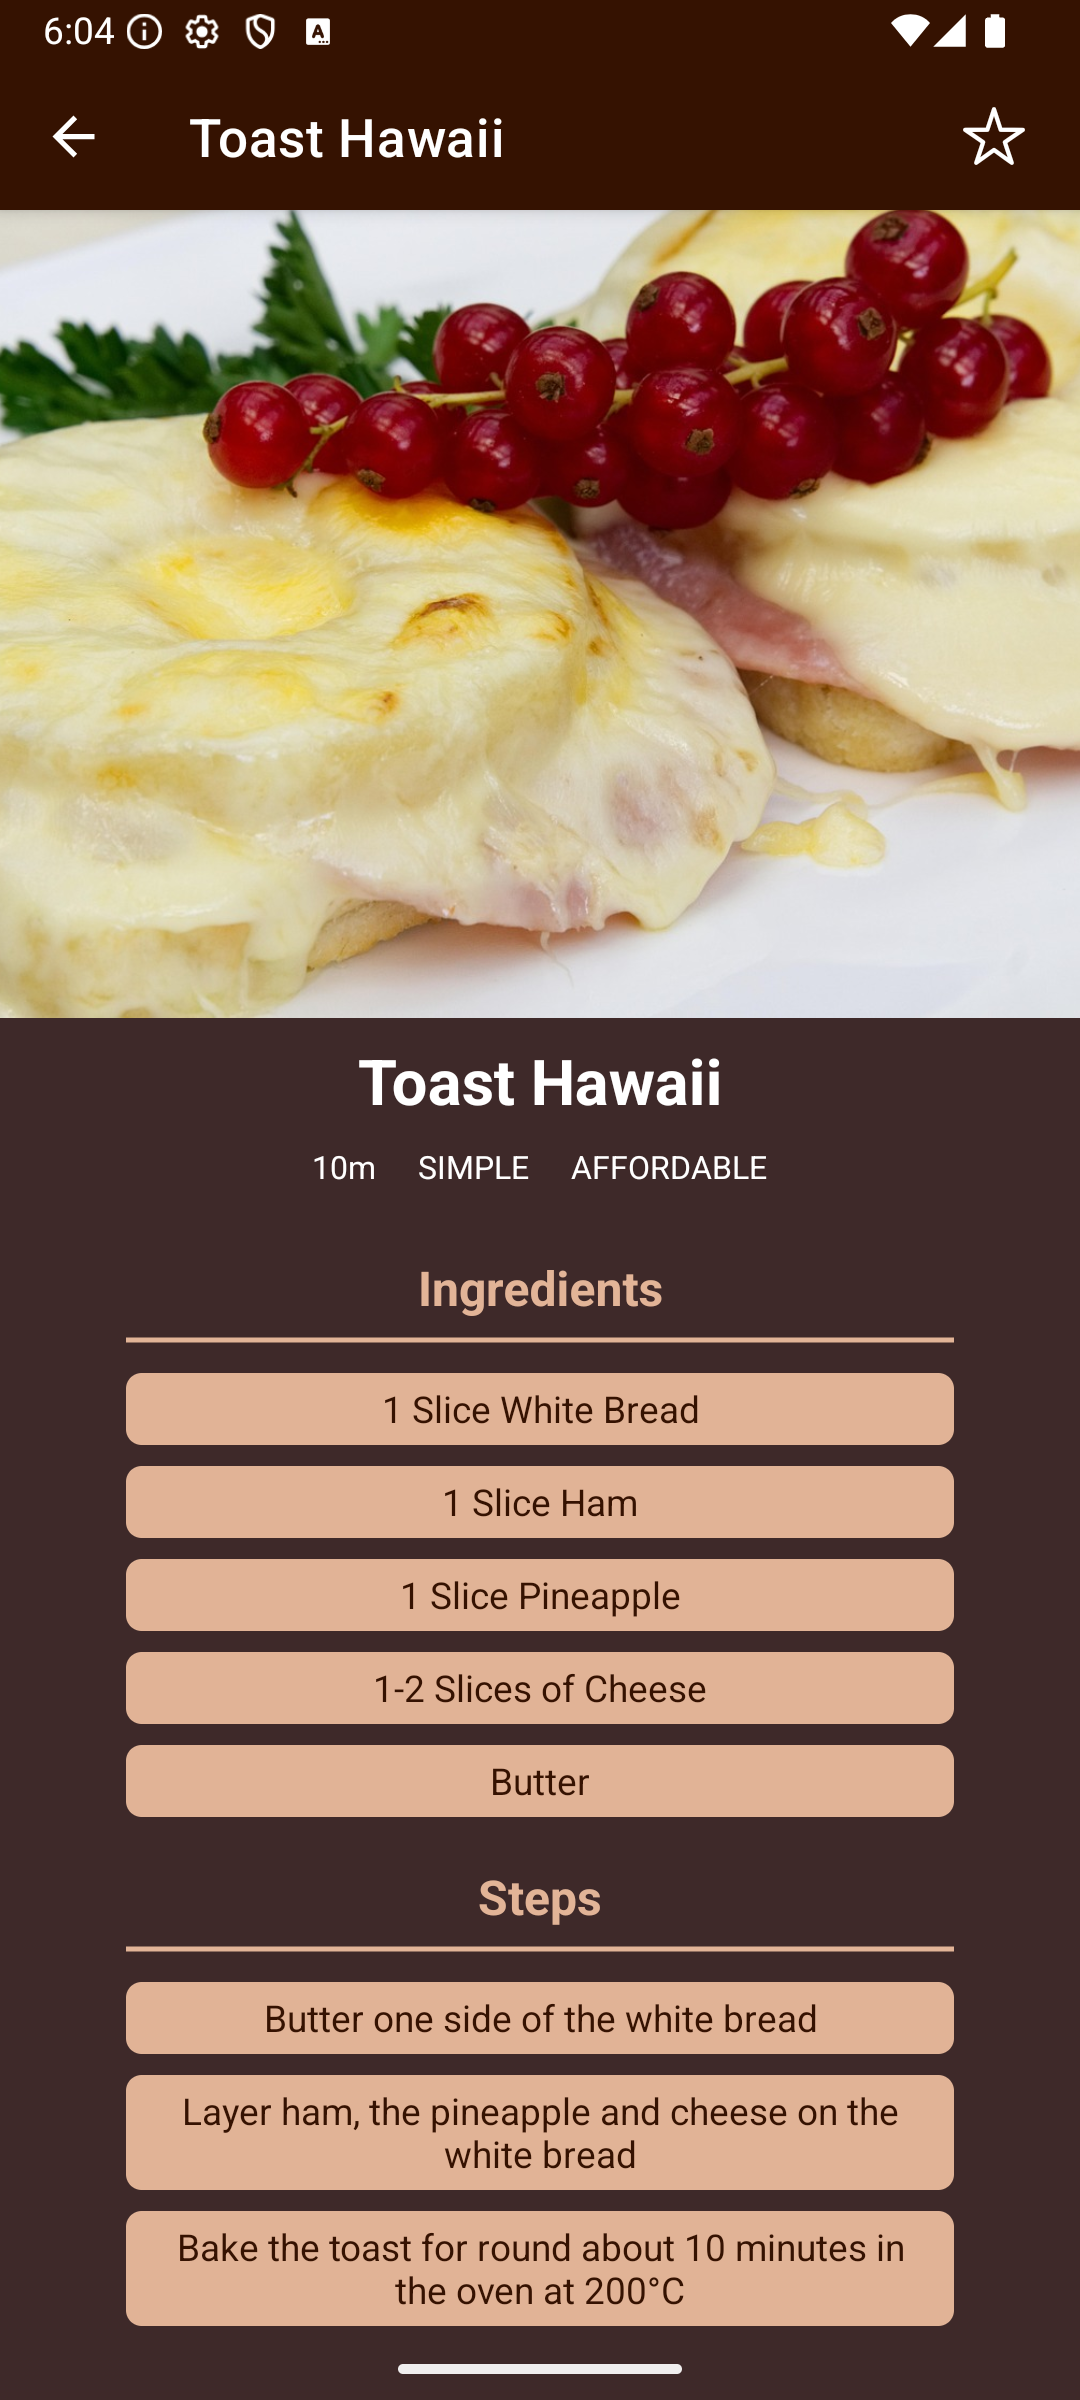 6:04
Toast Hawaii
Toast Hawaii
10m SIMPLE AFFORDABLE
Ingredients
1 Slice White Bread
1 Slice Ham
1 Slice Pineapple
1-2 Slices of Cheese
Butter
Steps
Butter one side of the white bread
Layer ham, the pineapple and cheese on the
white bread
Bake the toast for round about 10 minutes in
the oven at 200°C